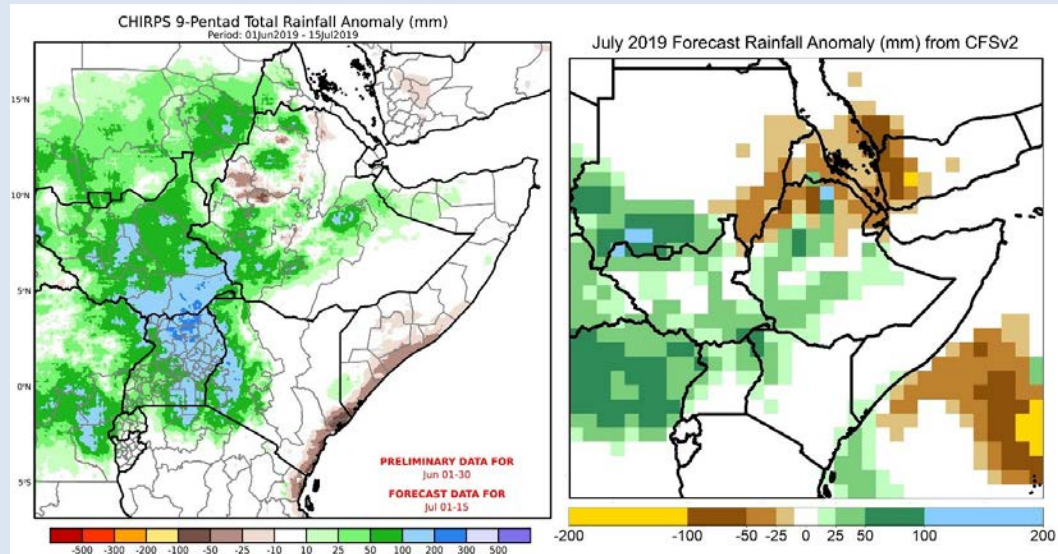 CHIRPS 9-Pentad Total Rainfall Anomaly (mm)
Period: 01Jun2019 - 15Jul2019
15°N
10°N
5°N
0°N
5°S
PRELIMINARY DATA FOR
Jun 01-30
FORECAST DATA FOR
Jul 01-15
-500 -300 -200 -100 -50 -25 -10 10 25 50 100 200 300 500
July 2019 Forecast Rainfall Anomaly (mm) from CFSv2
-200 -100 -50 -25 0 25 50 100 200